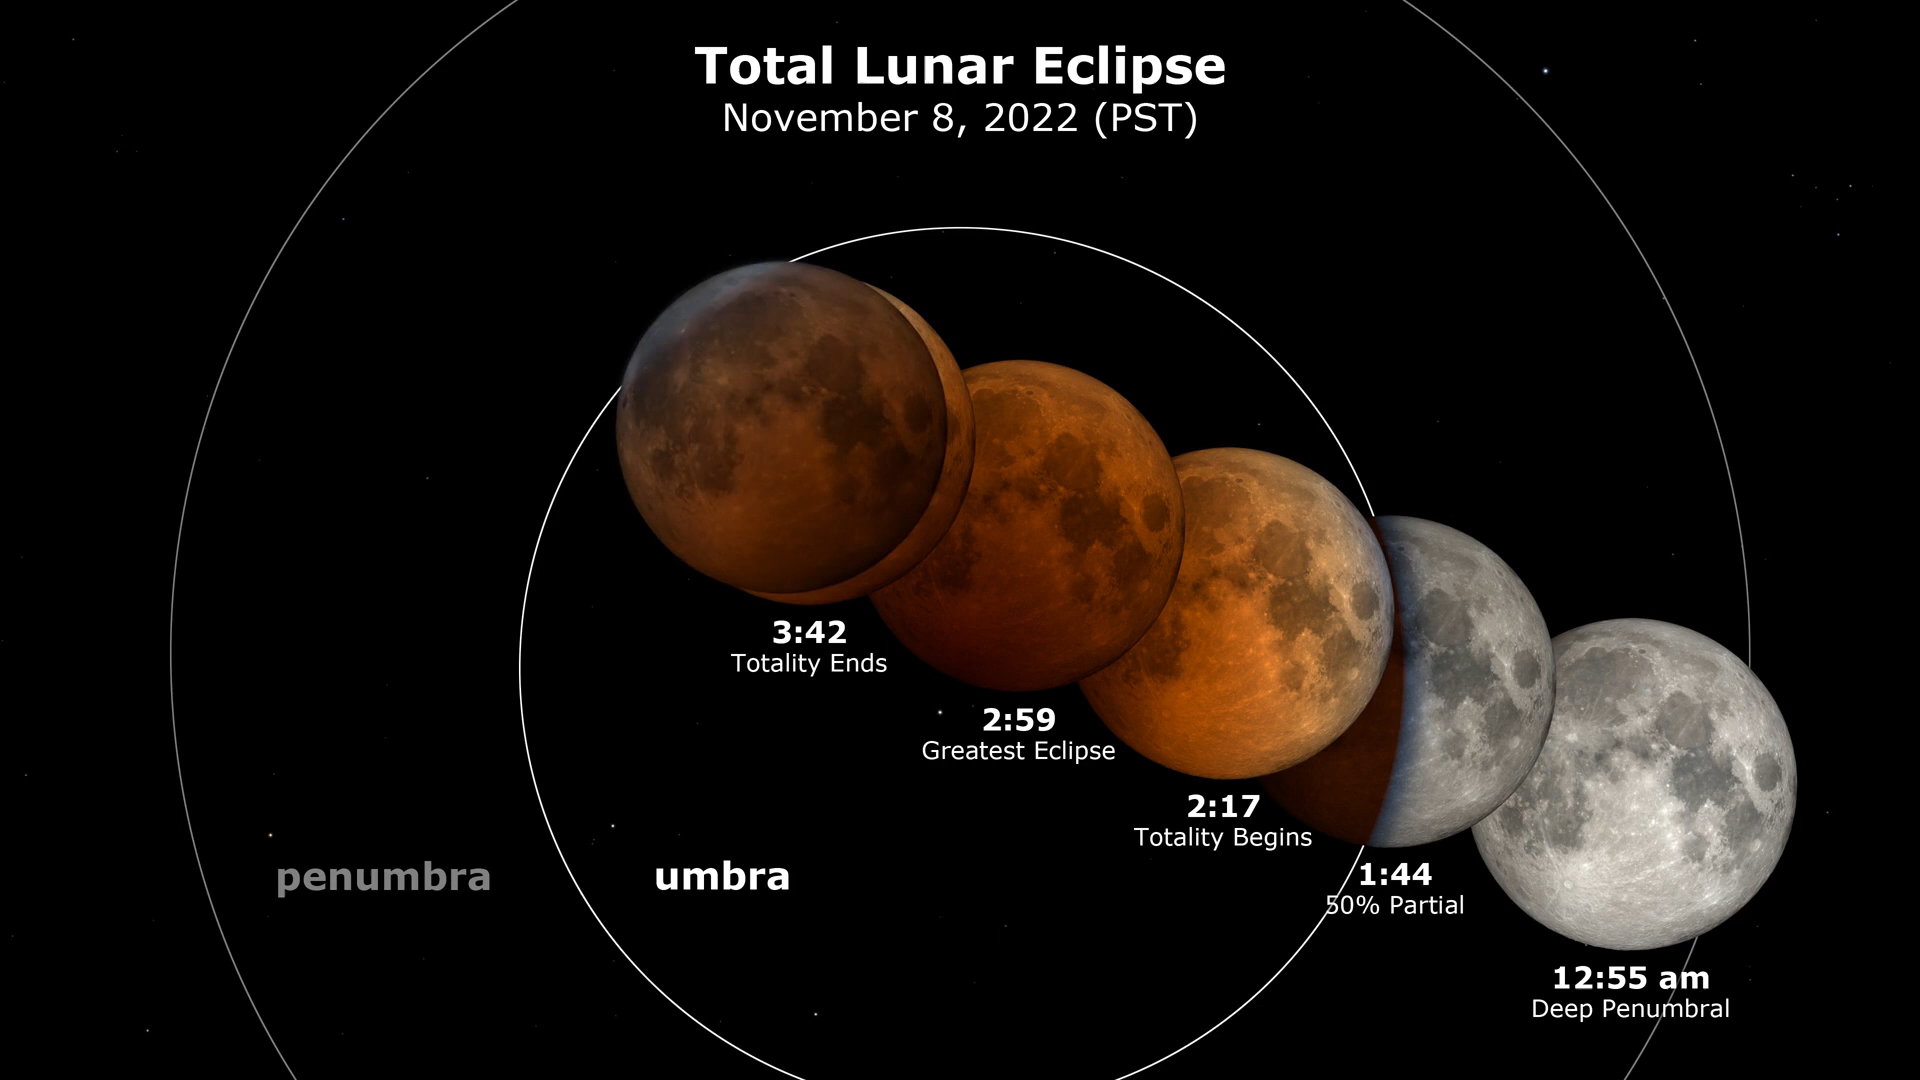 Total Lunar Eclipse
November 8, 2022 (PST)
3:42
Totality Ends
2:59
Greatest Eclipse
2:17
Totality Begins
1:44
50% Partial
12:55 am
Deep Penumbral
penumbra
umbra